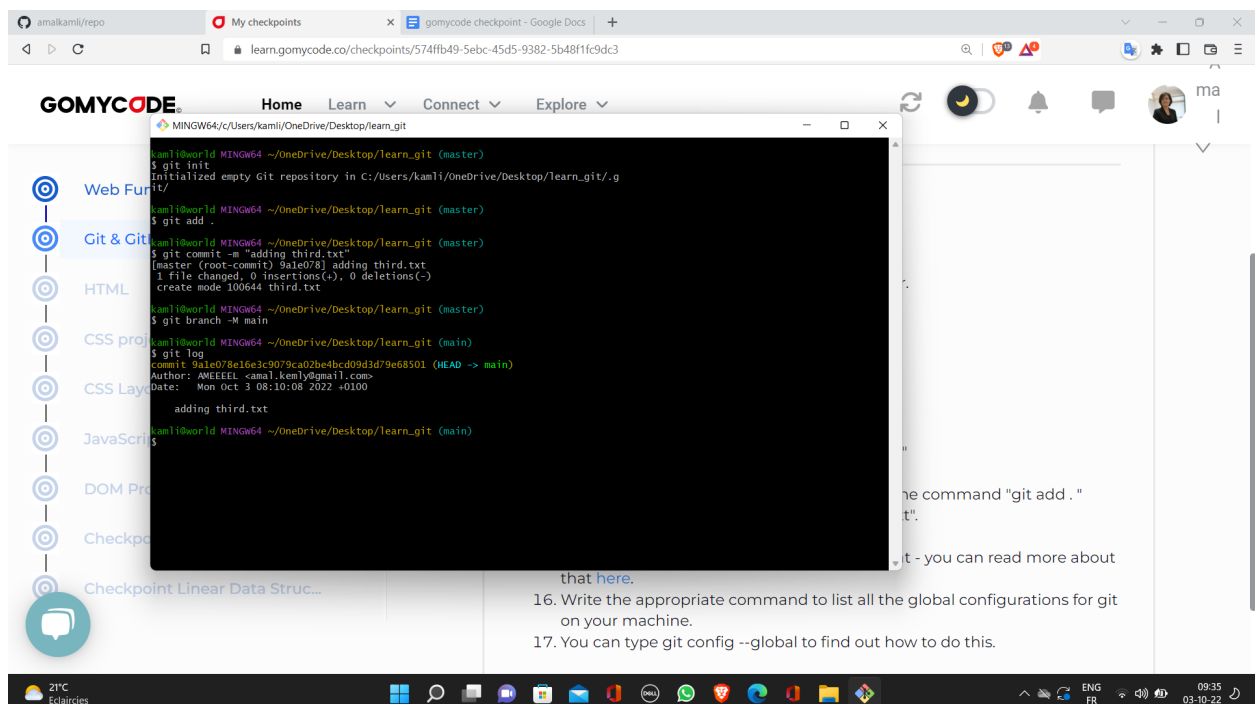 amalkamli/repo
My checkpoints
gomycode checkpoint - Google Docs
learn.gomycode.co/checkpoints/574ffb49-5ebc-45d5-9382-5b48f1fc9dc3
GOMYCODE
Home Learn Connect Explore
ma
l
MINGW64:/c/Users/kamli/OneDrive/Desktop/learn_git
kamli@world MINGW64 ~/OneDrive/Desktop/learn_git (master)
$ git init
Initialized empty Git repository in C:/Users/kamli/OneDrive/Desktop/learn_git/.g
it/
kamli@world MINGW64 ~/OneDrive/Desktop/learn_git (master)
$ git add .
kamli@world MINGW64 ~/OneDrive/Desktop/learn_git (master)
$ git commit -m "adding third.txt"
[master (root-commit) 9a1e078] adding third.txt
1 file changed, 0 insertions(+), 0 deletions(-)
create mode 100644 third.txt
kamli@world MINGW64 ~/OneDrive/Desktop/learn_git (master)
$ git branch -M main
kamli@world MINGW64 ~/OneDrive/Desktop/learn_git (main)
$ git log
commit 9a1e078e16e3c9079ca02be4bcd09d3d79e68501 (HEAD -> main)
Author: AMEEEEL <amal.kemly@gmail.com>
Date: Mon Oct 3 08:10:08 2022 +0100
adding third.txt
kamli@world MINGW64 ~/OneDrive/Desktop/learn_git (main)
$
Web Fun
Git & Git
HTML
CSS proj
CSS Layo
JavaScri
DOM Pro
Checkpo
Checkpoint Linear Data Struc...
r.
"
he command "git add . "
t".
t - you can read more about
that here.
16. Write the appropriate command to list all the global configurations for git
on your machine.
17. You can type git config --global to find out how to do this.
21°C
Eclaircies
DELL
ENG
FR
09:35
03-10-22